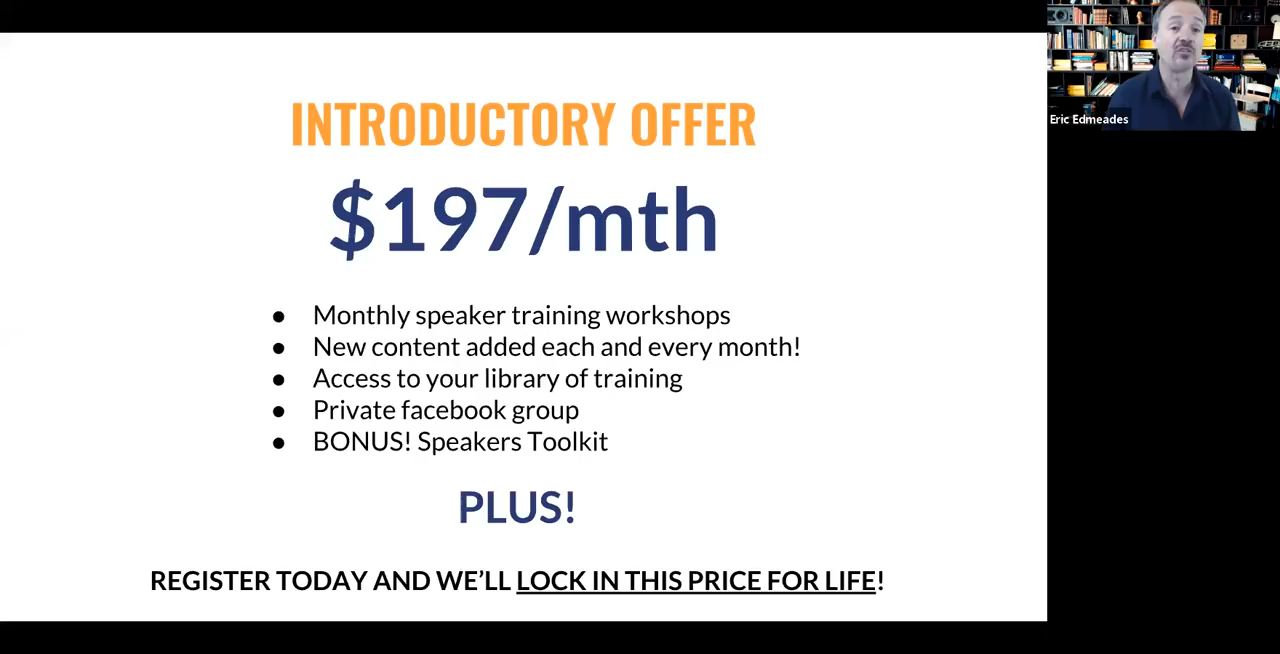 INTRODUCTORY OFFER
$197/mth
● Monthly speaker training workshops
● New content added each and every month!
● Access to your library of training
● Private facebook group
● BONUS! Speakers Toolkit
PLUS!
REGISTER TODAY AND WE’LL LOCK IN THIS PRICE FOR LIFE!
Eric Edmeades